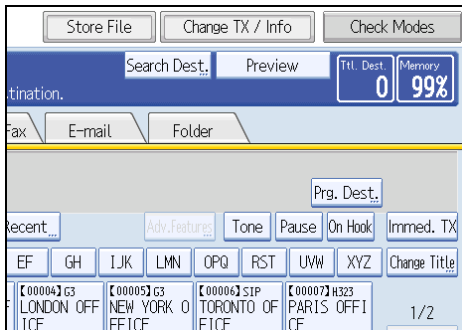 Store File Change TX / Info Check Modes
Search Dest. Preview Ttl. Dest. Memory
tination. 0 99%
Fax E-mail Folder
Prg. Dest.
Recent Adv.Features Tone Pause On Hook Immed. TX
EF GH IJK LMN OPQ RST UVW XYZ Change Title
【00004】G3 【00005】G3 【00006】SIP 【00007】H323
LONDON OFF NEW YORK O TORONTO OF PARIS OFFI 1/2
ICE FFICE FICE CE